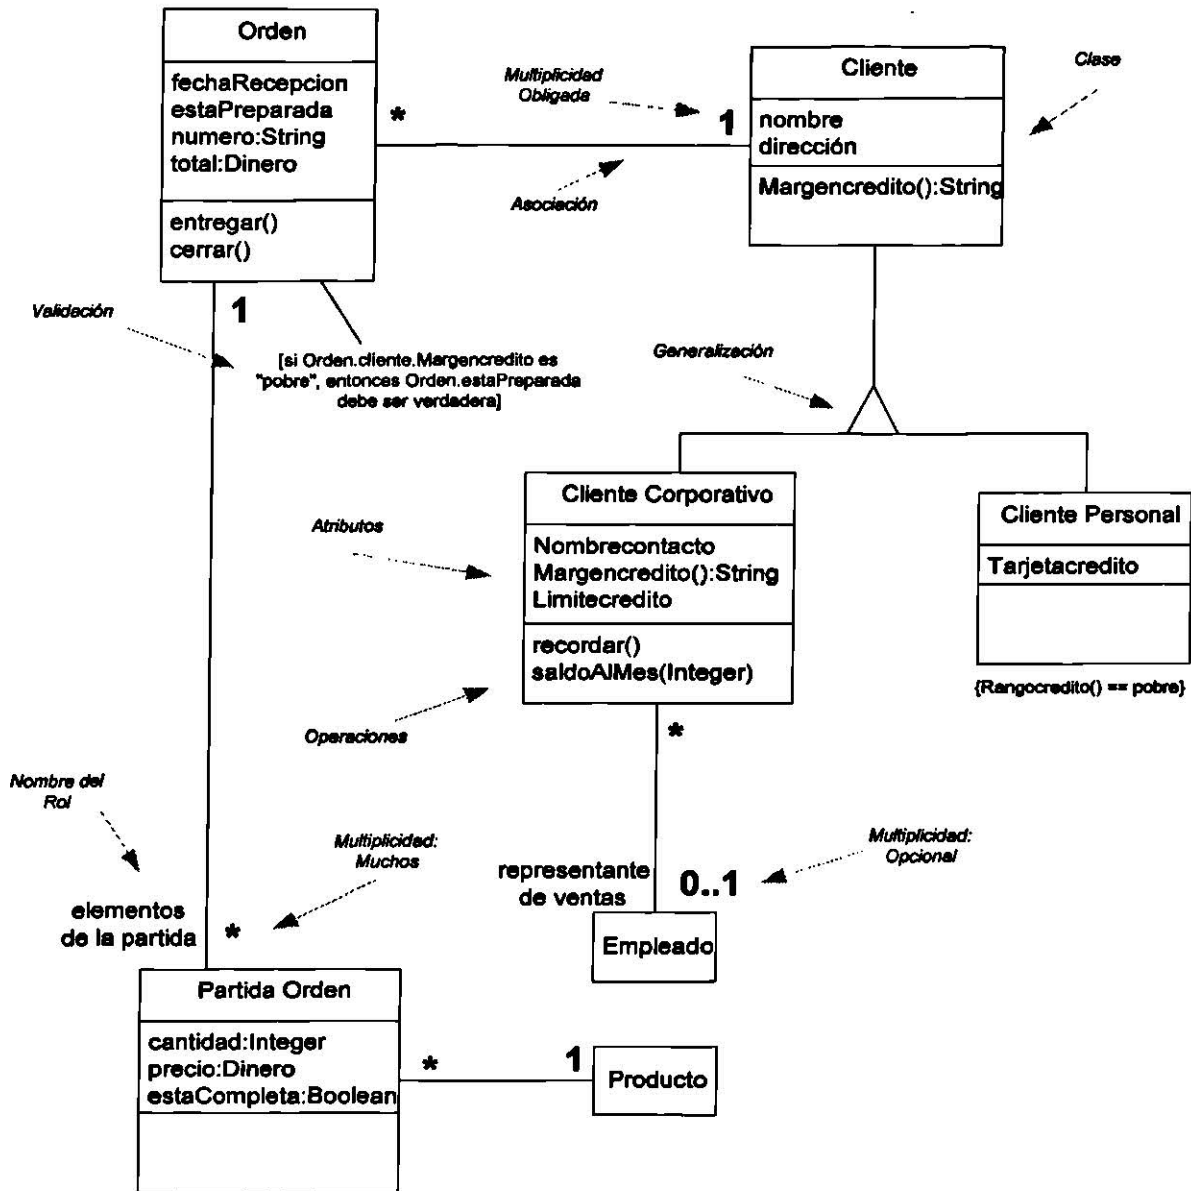 Orden
fechaRecepcion
estaPreparada
numero:String
total:Dinero
entregar()
cerrar()
Multiplicidad
Obligada
*
1
Asociación
Cliente
nombre
dirección
Margencredito():String
Clase
Validación
1
[si Orden.cliente.Margencredito es
"pobre", entonces Orden.estaPreparada
debe ser verdadera]
Generalización
Cliente Corporativo
Nombrecontacto
Margencredito():String
Limitecredito
recordar()
saldoAlMes(Integer)
Cliente Personal
Tarjetacredito
{Rangocredito() == pobre}
Atributos
Operaciones
*
Nombre del
Rol
Multiplicidad:
Muchos
Multiplicidad:
Opcional
representante
de ventas
0..1
elementos
de la partida
*
Empleado
Partida Orden
cantidad:Integer
precio:Dinero
estaCompleta:Boolean
*
1
Producto